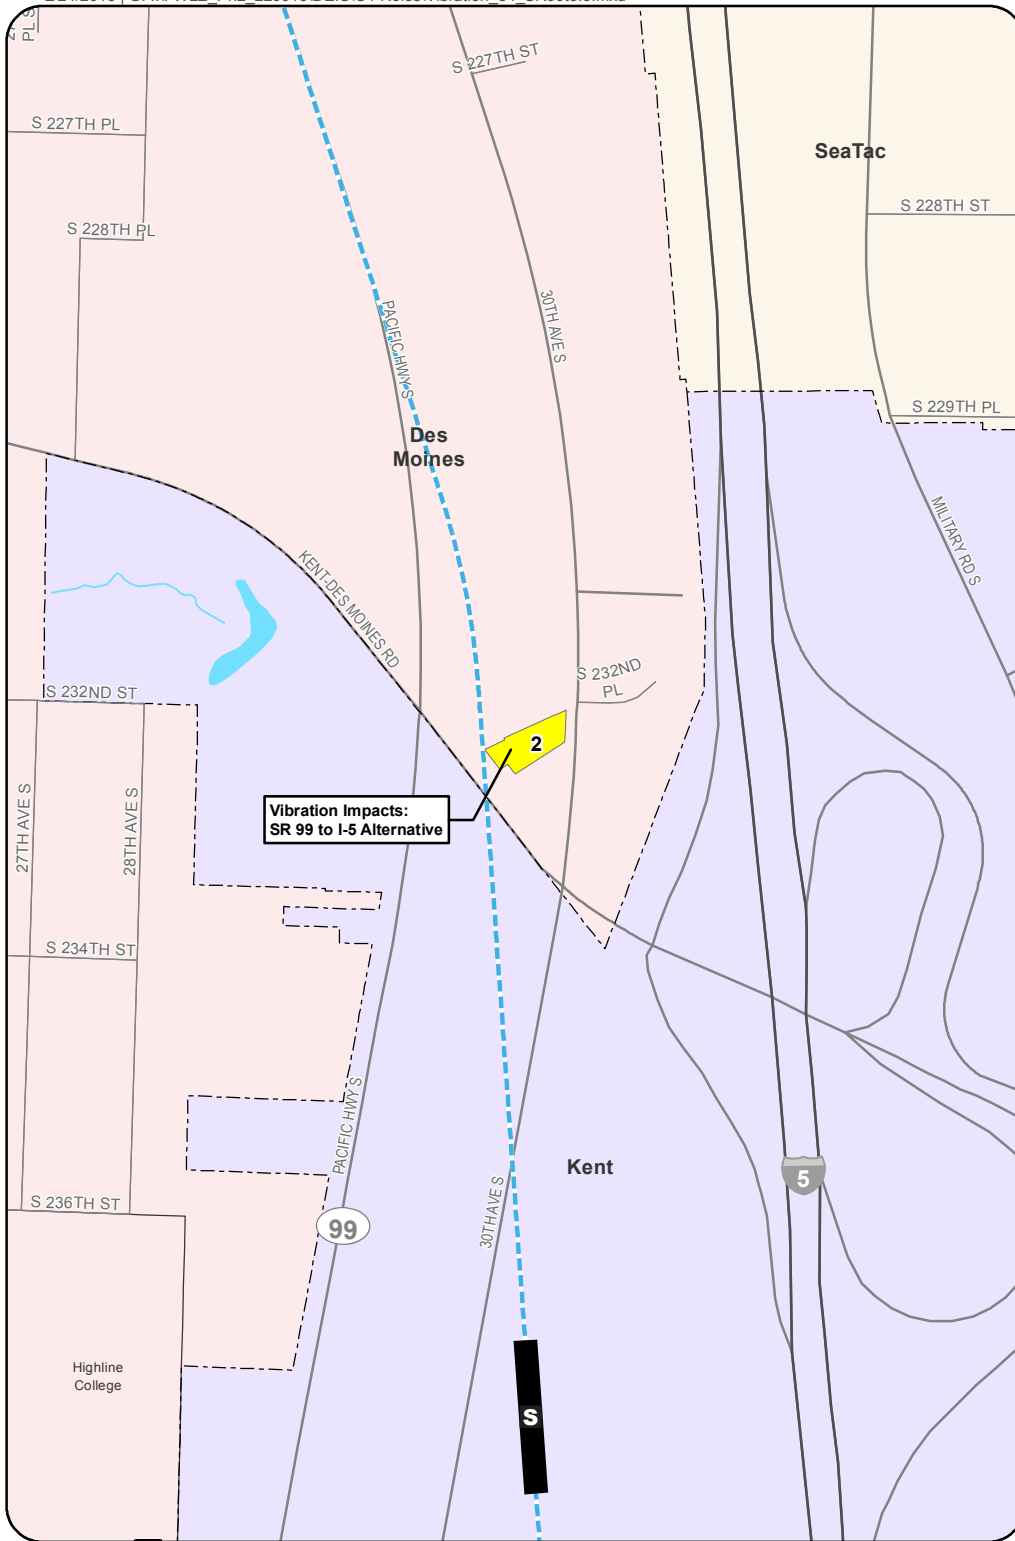 S 227TH ST
S 227TH PL
SeaTac
S 228TH ST
S 228TH PL
PACIFIC HWY S
30TH AVE S
S 229TH PL
Des
Moines
MILITARY RD S
KENT-DES MOINES RD
S 232ND
PL
S 232ND ST
2
Vibration Impacts:
SR 99 to I-5 Alternative
27TH AVE S
28TH AVE S
S 234TH ST
PACIFIC HWY S
Kent
5
S 236TH ST
30TH AVE S
99
Highline
College
S